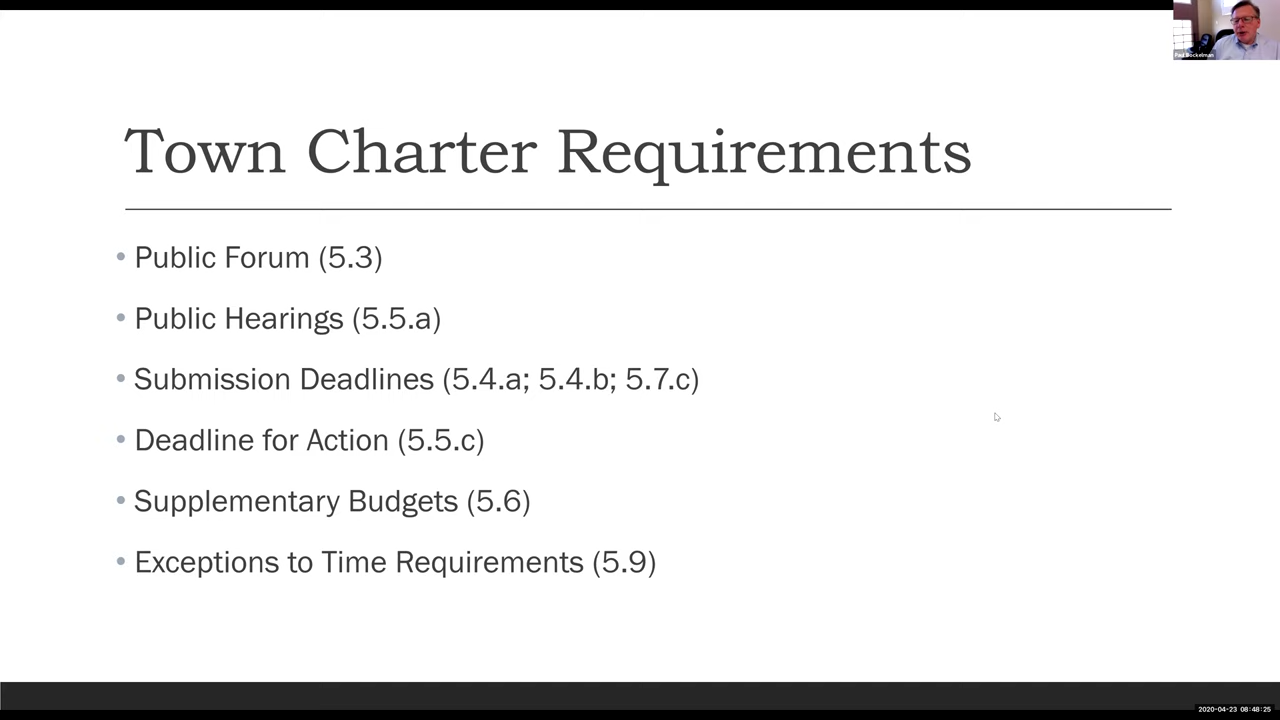 Paul Bockelman
Town Charter Requirements
• Public Forum (5.3)
• Public Hearings (5.5.a)
• Submission Deadlines (5.4.a; 5.4.b; 5.7.c)
• Deadline for Action (5.5.c)
• Supplementary Budgets (5.6)
• Exceptions to Time Requirements (5.9)
2020-04-23 08:48:25